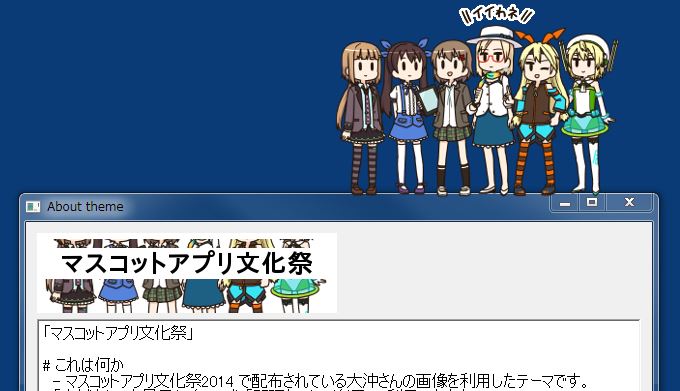 \\イイわネ//
About theme
マスコットアプリ文化祭
「マスコットアプリ文化祭」
# これは何か
- マスコットアプリ文化祭2014 で配布されている大沖さんの画像を利用したテーマです。